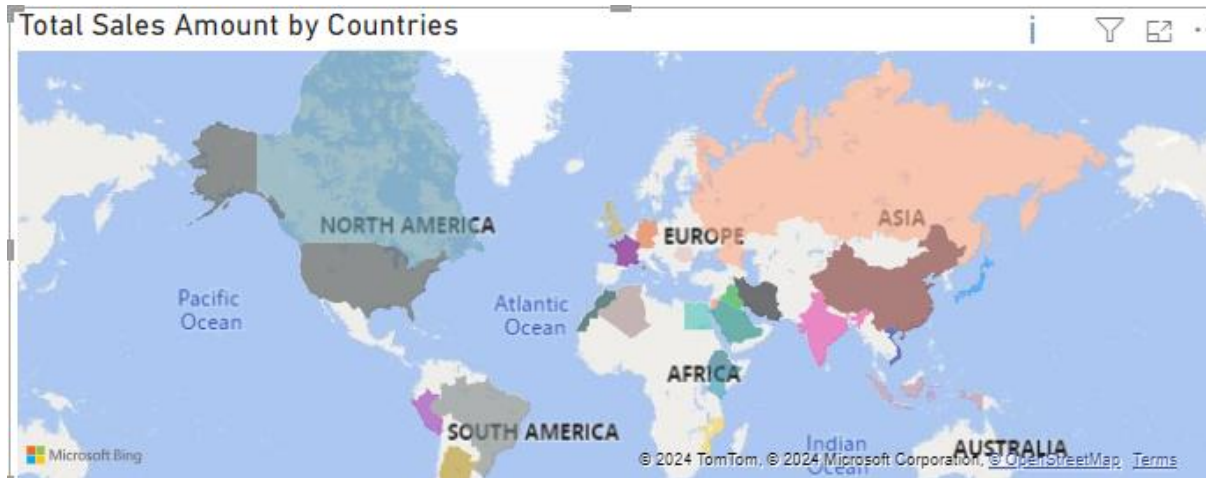 Total Sales Amount by Countries
NORTH AMERICA
ASIA
EUROPE
Pacific
Ocean
Atlantic
Ocean
AFRICA
SOUTH AMERICA
Indian
Ocean
AUSTRALIA
Microsoft Bing
© 2024 TomTom, © 2024 Microsoft Corporation, © OpenStreetMap Terms